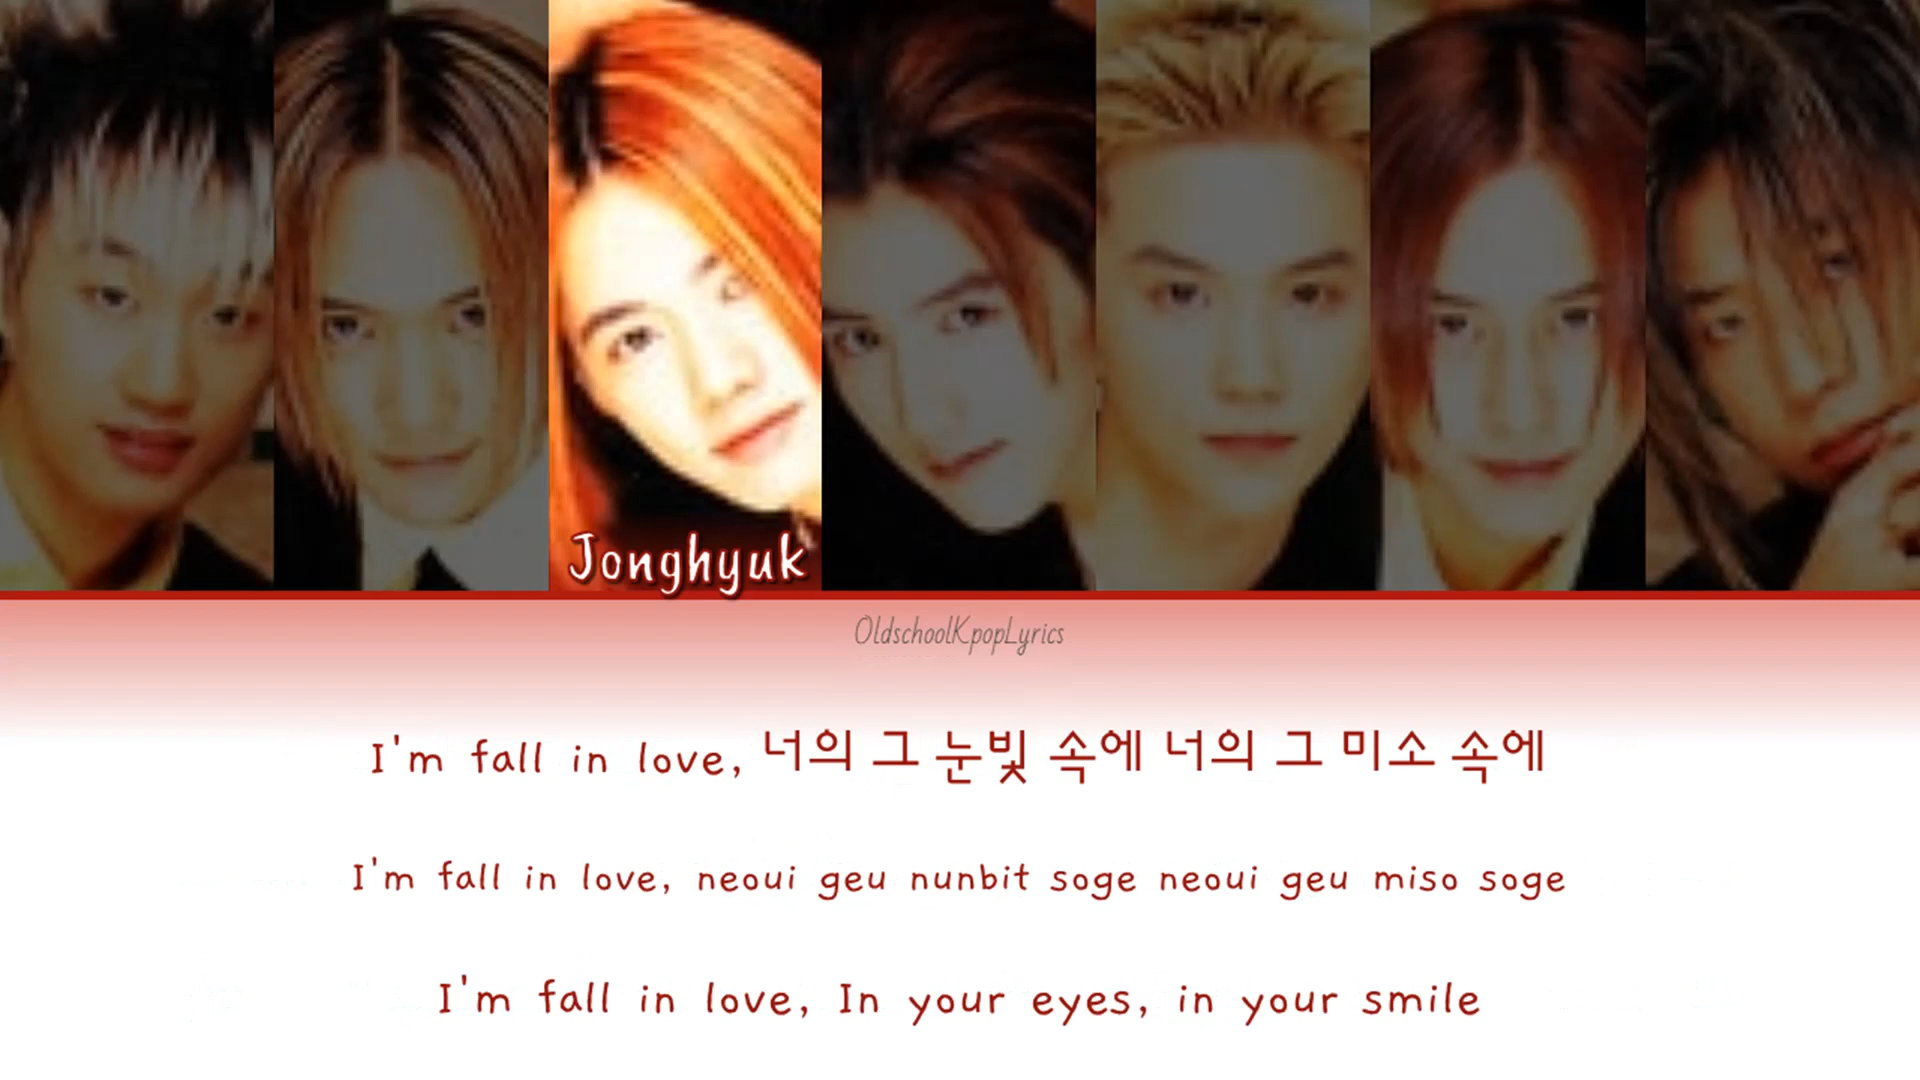 Jonghyuk
OldschoolKpopLyrics
I'm fall in love, 너의 그 눈빛 속에 너의 그 미소 속에
I'm fall in love, neoui geu nunbit soge neoui geu miso soge
I'm fall in love, In your eyes, in your smile